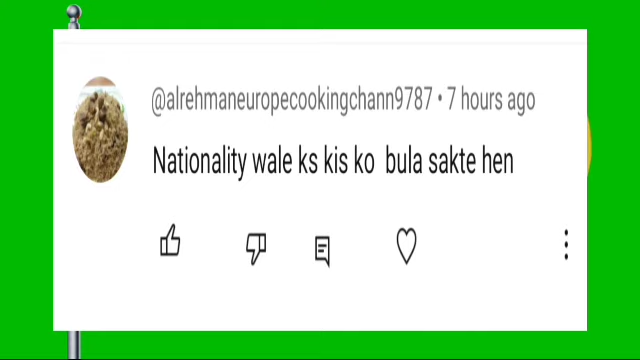 @alrehmaneuropecookingchann9787 • 7 hours ago
Nationality wale ks kis ko bula sakte hen